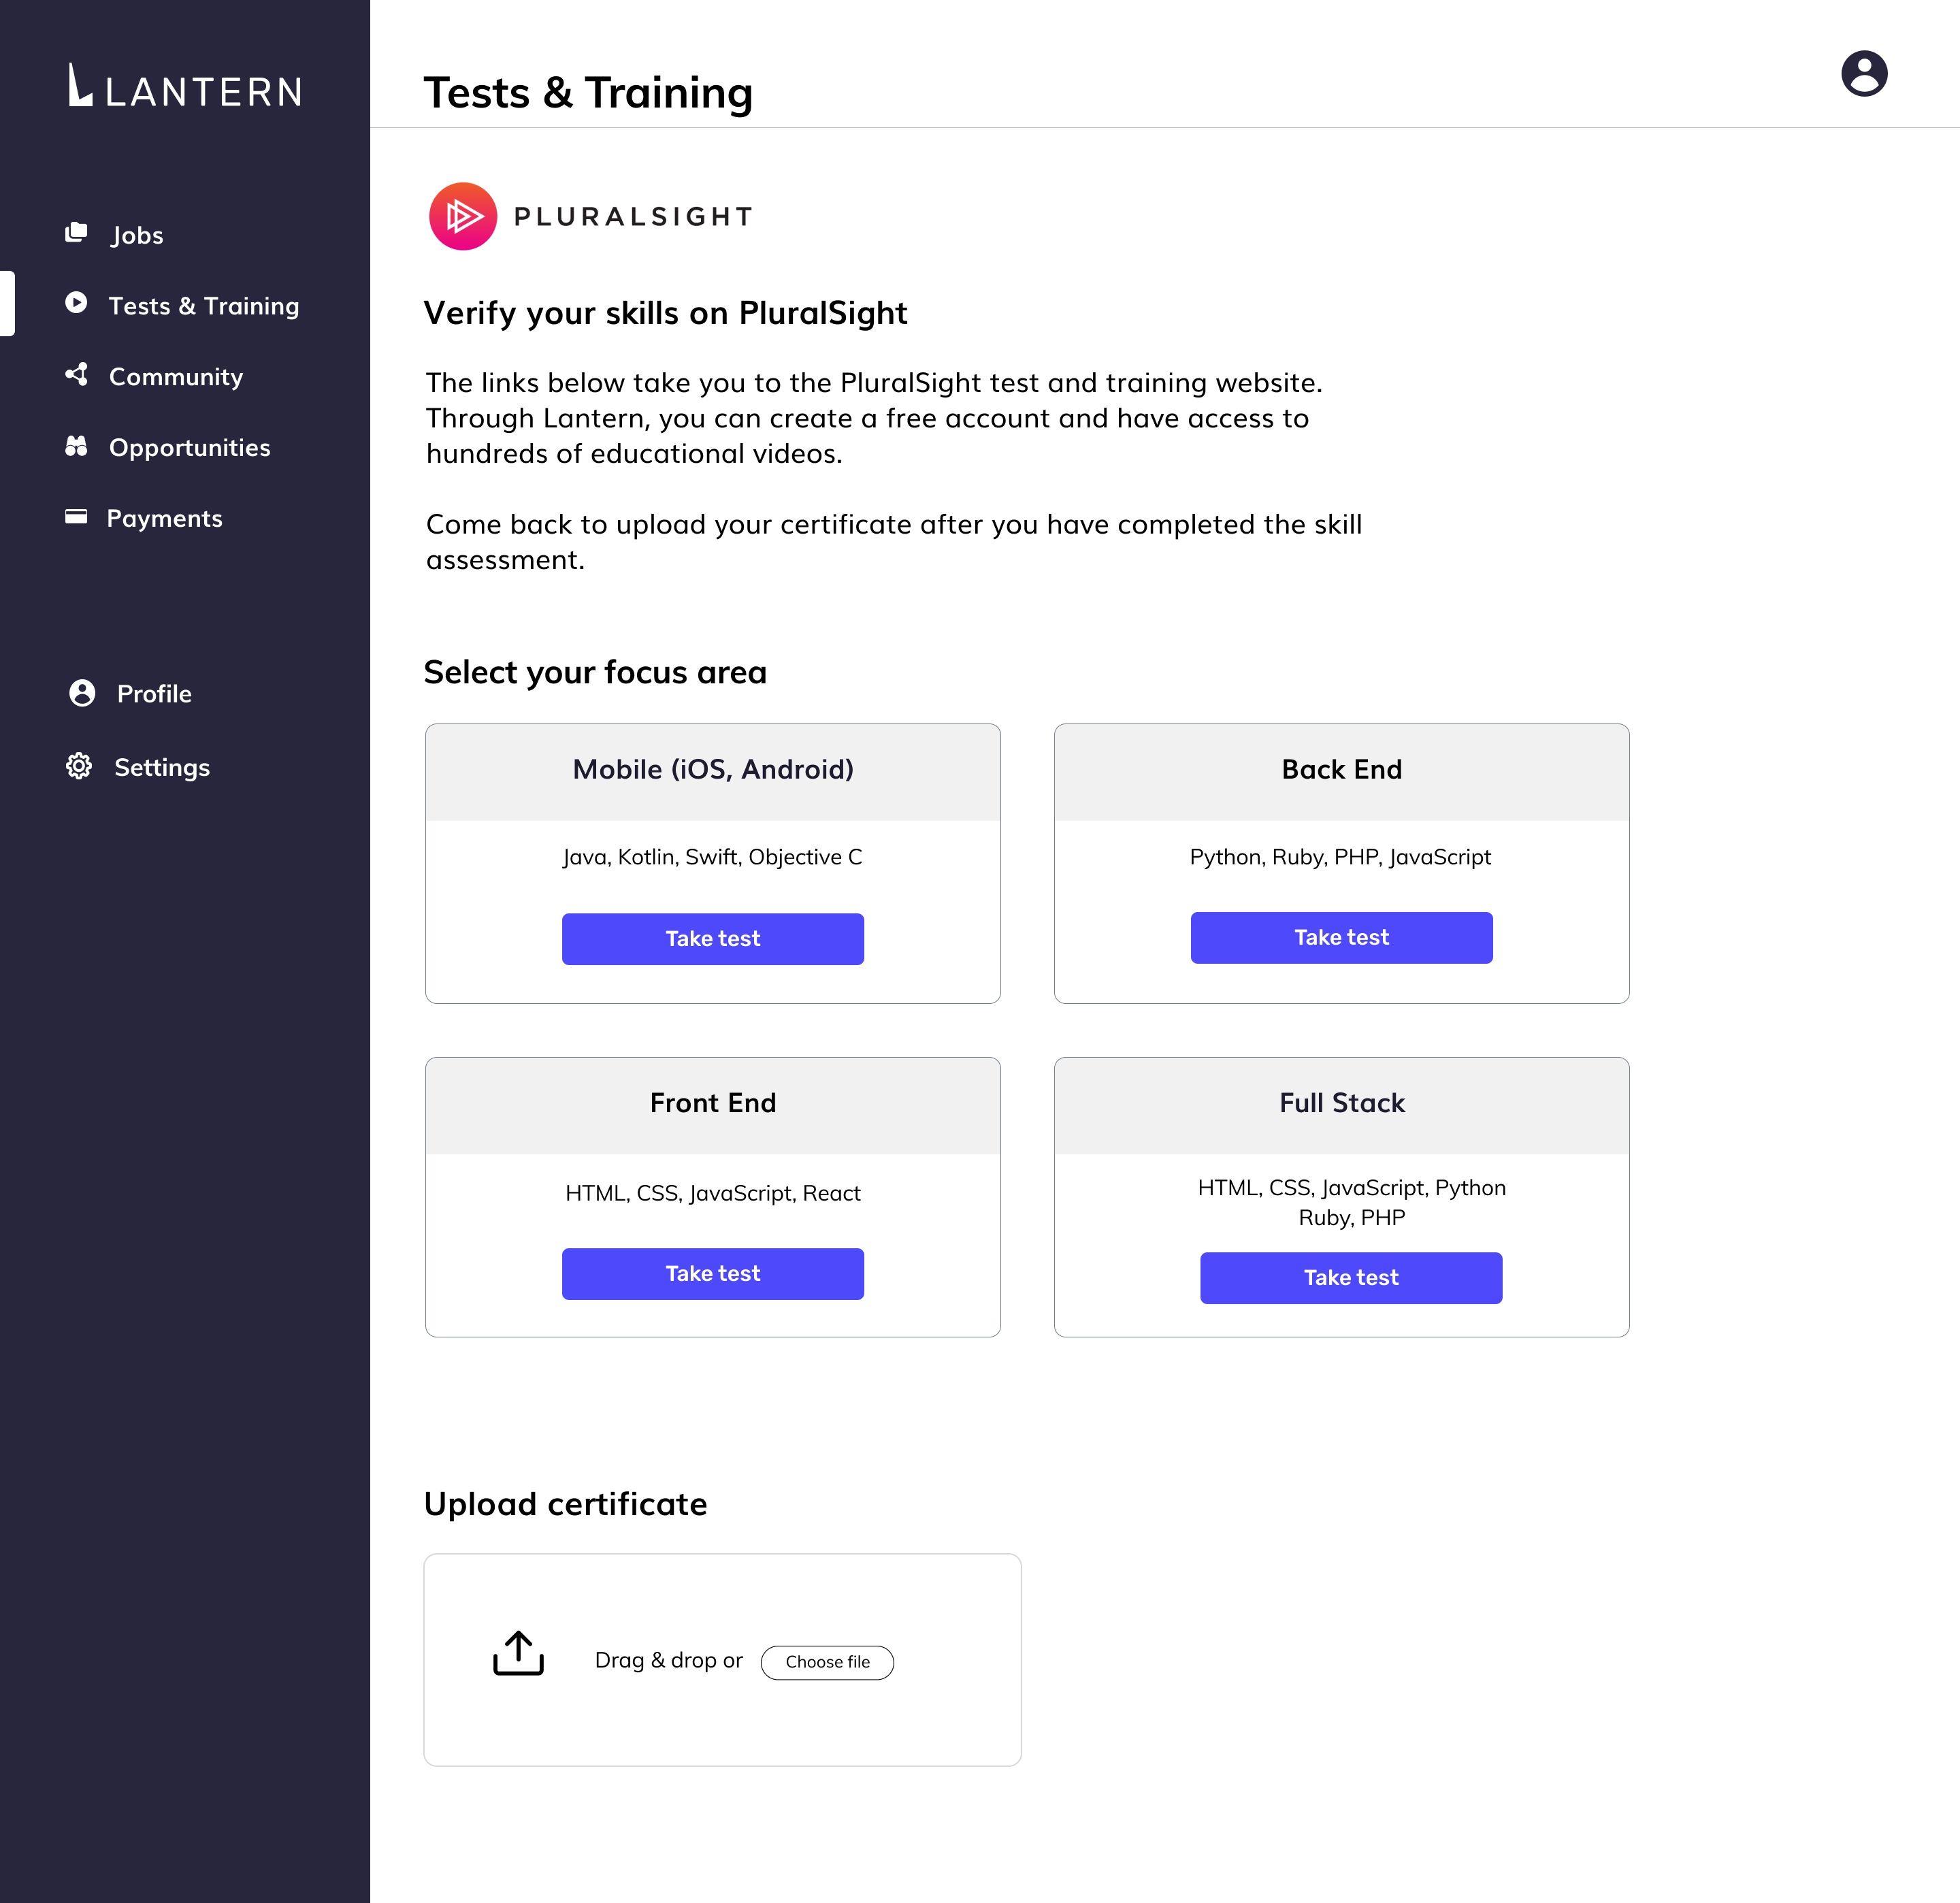 LANTERN
Jobs
Tests & Training
Community
Opportunities
Payments
Profile
Settings
Tests & Training
PLURALSIGHT
Verify your skills on PluralSight
The links below take you to the PluralSight test and training website.
Through Lantern, you can create a free account and have access to
hundreds of educational videos.
Come back to upload your certificate after you have completed the skill
assessment.
Select your focus area
Mobile (iOS, Android)
Java, Kotlin, Swift, Objective C
Take test
Back End
Python, Ruby, PHP, JavaScript
Take test
Front End
HTML, CSS, JavaScript, React
Take test
Full Stack
HTML, CSS, JavaScript, Python
Ruby, PHP
Take test
Upload certificate
Drag & drop or
Choose file